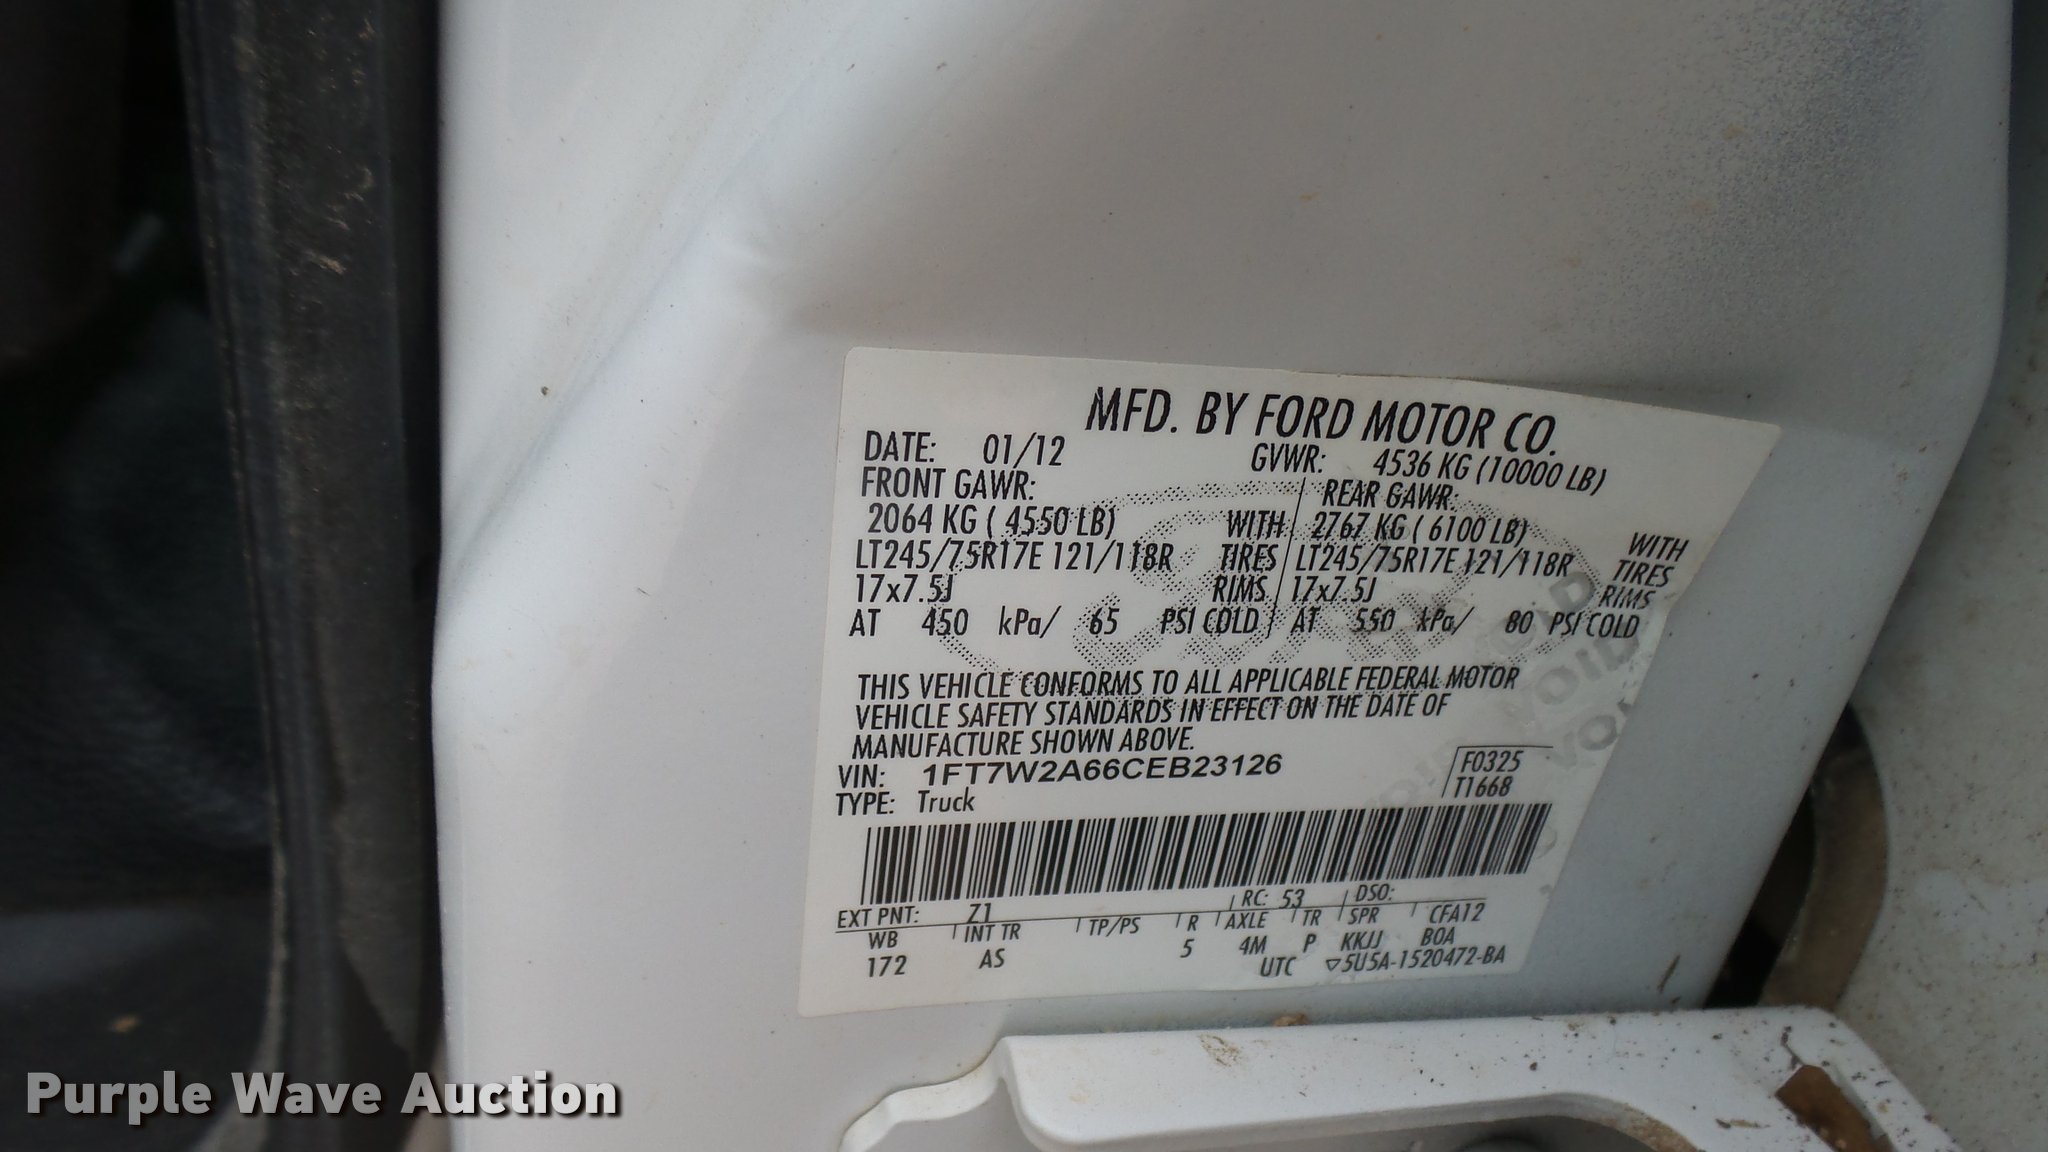 MFD. BY FORD MOTOR CO.
DATE: 01/12 GVWR: 4536 KG (10000 LB)
FRONT GAWR: REAR GAWR:
2064 KG ( 4550 LB) WITH 2767 KG ( 6100 LB) WITH
LT245/75R17E 121/118R TIRES LT245/75R17E 121/118R TIRES
17x7.5J RIMS 17x7.5J RIMS
AT 450 kPa/ 65 PSI COLD AT 550 kPa/ 80 PSI COLD
THIS VEHICLE CONFORMS TO ALL APPLICABLE FEDERAL MOTOR
VEHICLE SAFETY STANDARDS IN EFFECT ON THE DATE OF
MANUFACTURE SHOWN ABOVE.
VIN: 1FT7W2A66CEB23126 F0325
TYPE: Truck T1668
EXT PNT: Z1 RC: 53 DSO:
WB INT TR TP/PS R AXLE TR SPR CFA12
172 AS 5 4M P KKJJ BOA
UTC ▽5U5A-1520472-BA
VOID
Purple Wave Auction